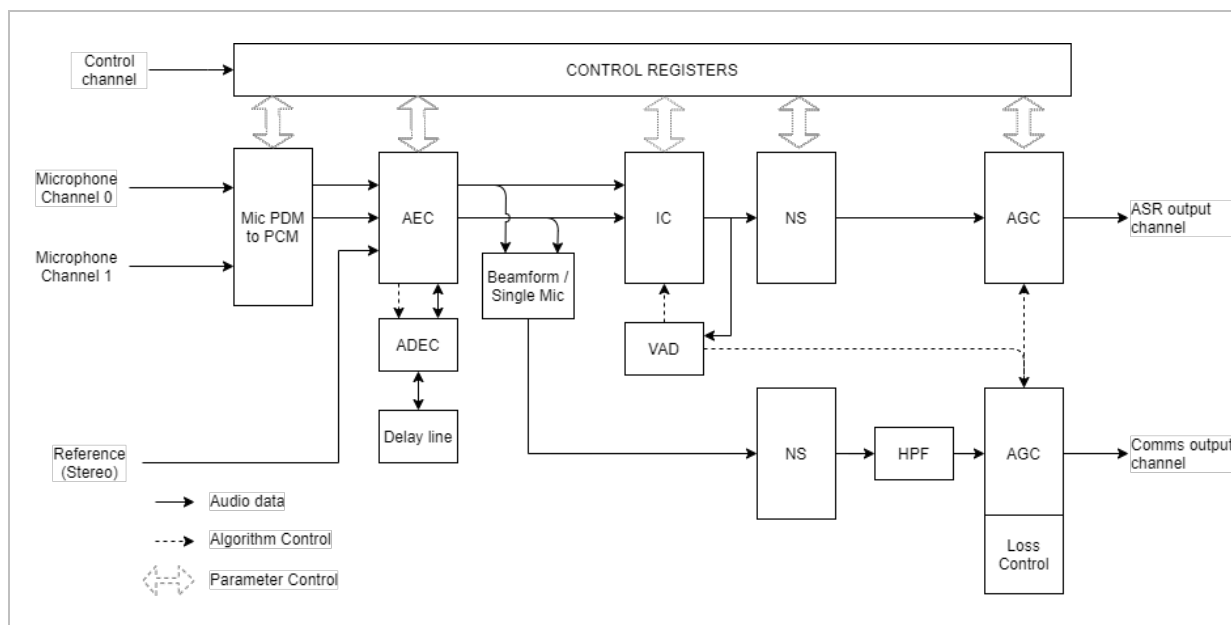 Control
channel
CONTROL REGISTERS
Microphone
Channel 0
Microphone
Channel 1
Mic PDM
to PCM
AEC
IC
NS
AGC
ASR output
channel
Beamform /
Single Mic
ADEC
VAD
Delay line
Reference
(Stereo)
NS
HPF
AGC
Comms output
channel
Loss
Control
Audio data
Algorithm Control
Parameter Control